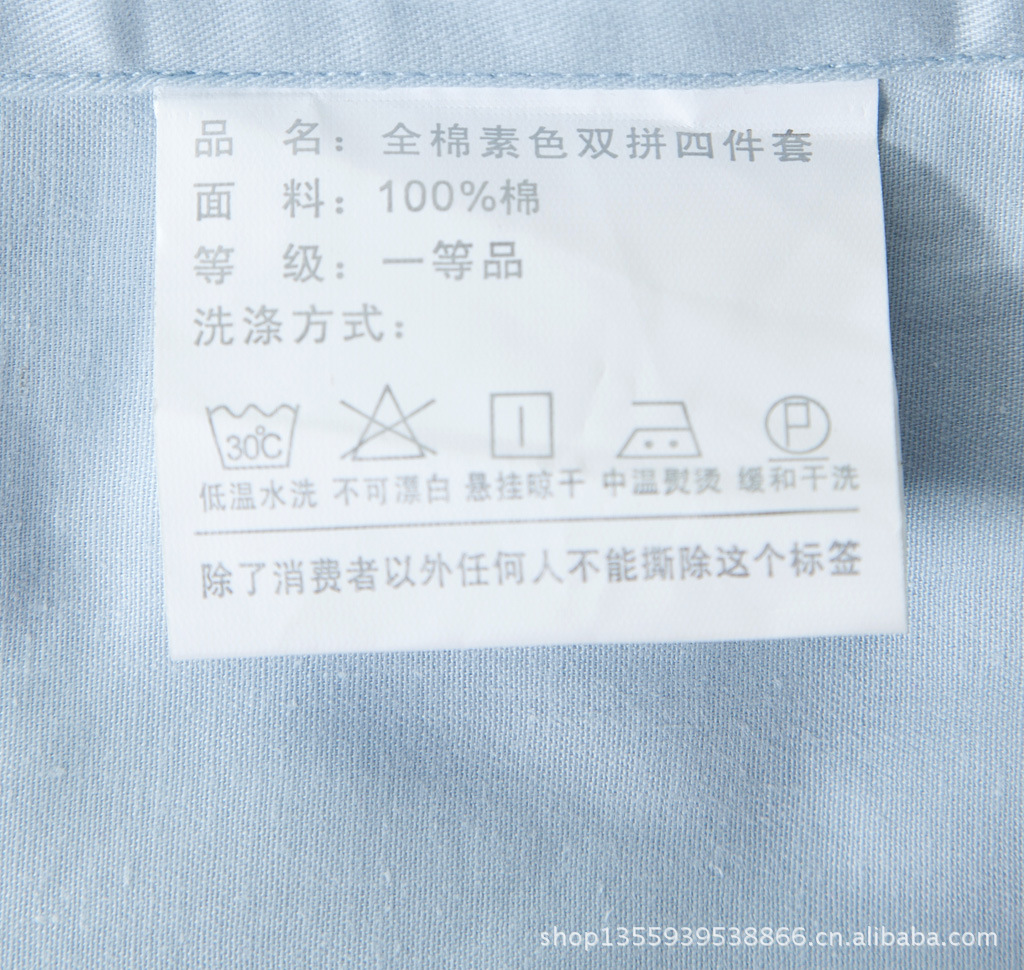 品 名：全棉素色双拼四件套
面 料：100%棉
等 级：一等品
洗涤方式：
30℃ P
低温水洗 不可漂白 悬挂晾干 中温熨烫 缓和干洗
除了消费者以外任何人不能撕除这个标签
shop1355939538866.cn.alibaba.com